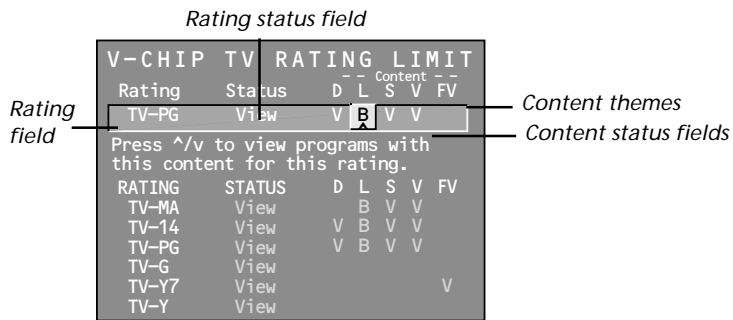 Rating status field
V-CHIP TV RATING LIMIT
- - Content - -
Rating Status D L S V FV
TV-PG View V B V V
Rating field
Content themes
Content status fields
Press ^/v to view programs with
this content for this rating.
RATING STATUS D L S V FV
TV-MA View B V V
TV-14 View V B V V
TV-PG View V B V V
TV-G View
TV-Y7 View V
TV-Y View